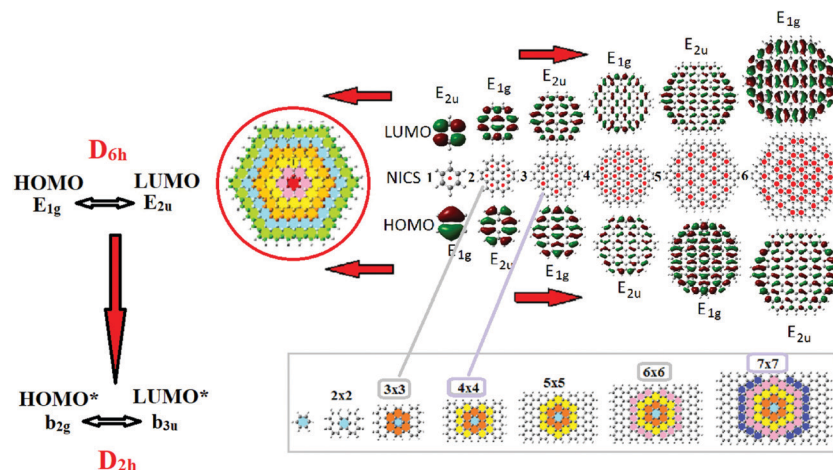 E1g
E2u
E1g
E2u
E1g
E2u
LUMO
D6h
HOMO LUMO
E1g E2u
NICS 1 2 3 4 5 6
HOMO
E1g
E2u
E1g
E2u
E1g
E2u
2x2 3x3 4x4 5x5 6x6 7x7
HOMO* LUMO*
b2g b3u
D2h